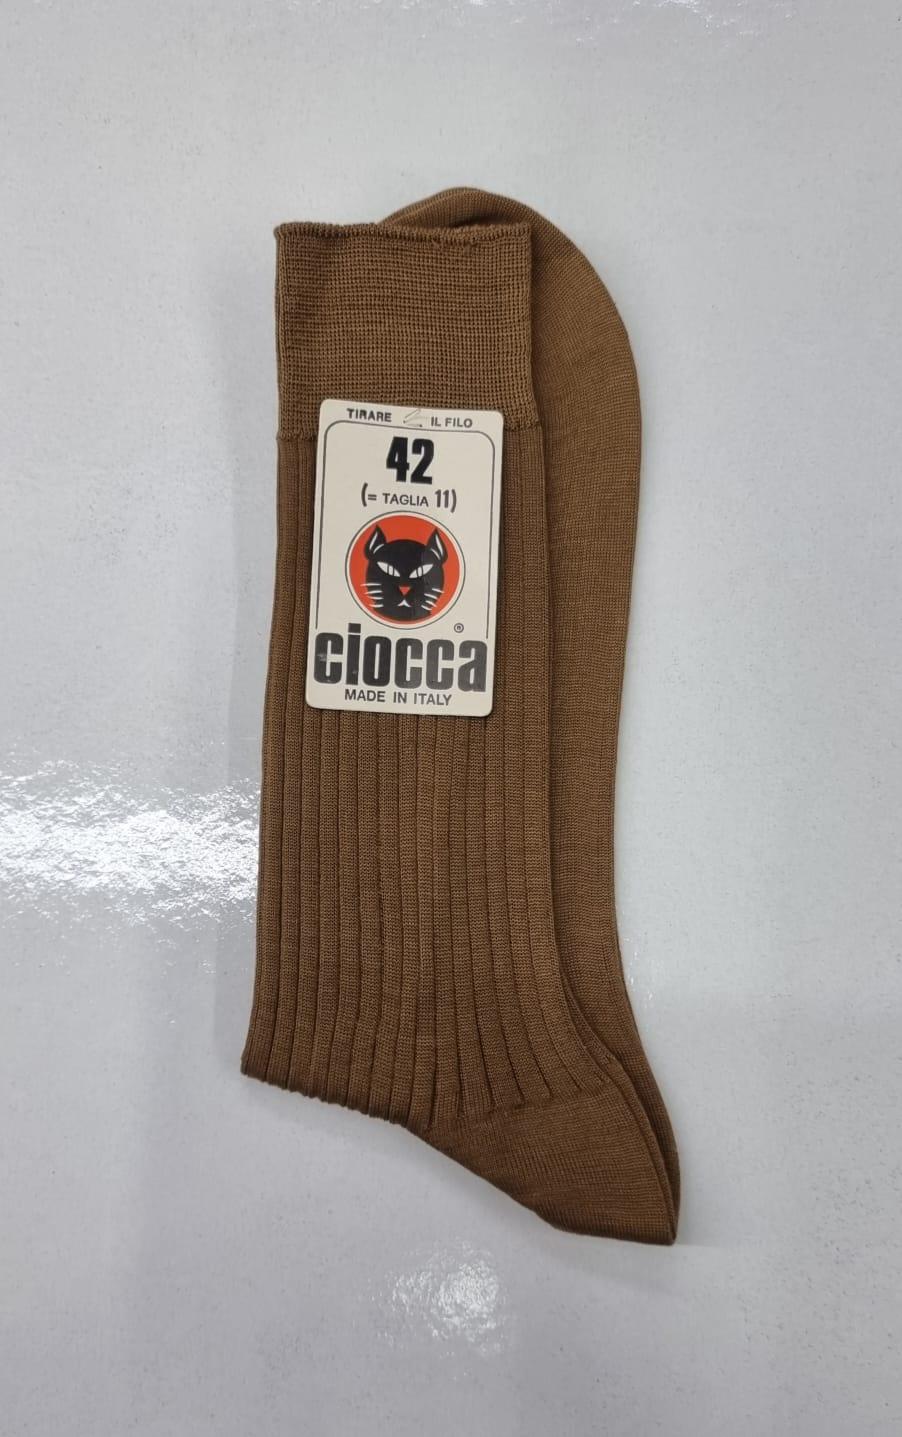 TIRARE IL FILO
42
(= TAGLIA 11)
®
ciocca
MADE IN ITALY